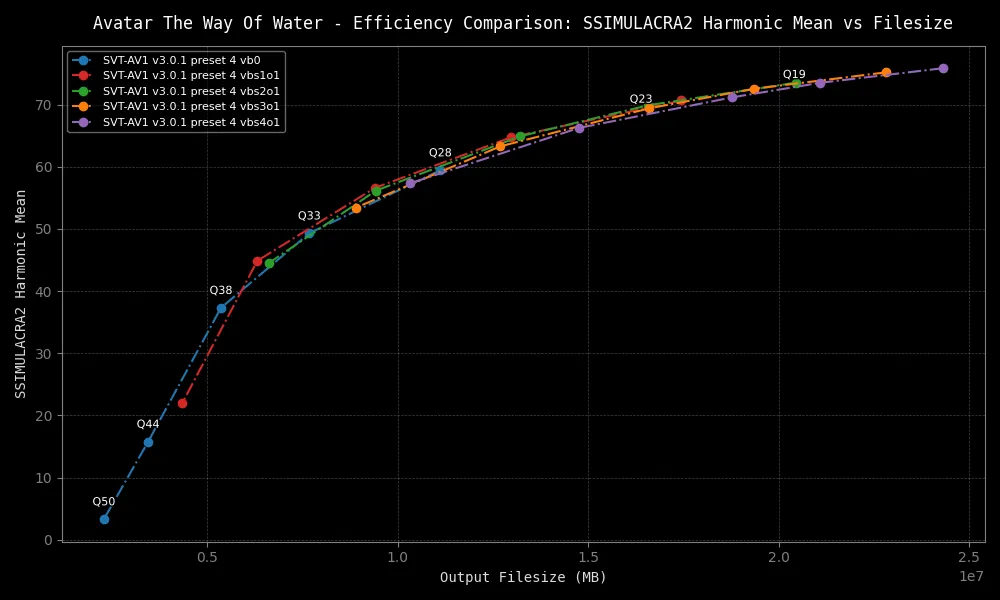 Avatar The Way Of Water - Efficiency Comparison: SSIMULACRA2 Harmonic Mean vs Filesize
SVT-AV1 v3.0.1 preset 4 vb0
SVT-AV1 v3.0.1 preset 4 vbs1o1
SVT-AV1 v3.0.1 preset 4 vbs2o1
SVT-AV1 v3.0.1 preset 4 vbs3o1
SVT-AV1 v3.0.1 preset 4 vbs4o1
Q19
Q23
Q28
Q33
Q38
Q44
Q50
SSIMULACRA2 Harmonic Mean
70
60
50
40
30
20
10
0
0.5 1.0 1.5 2.0 2.5
1e7
Output Filesize (MB)